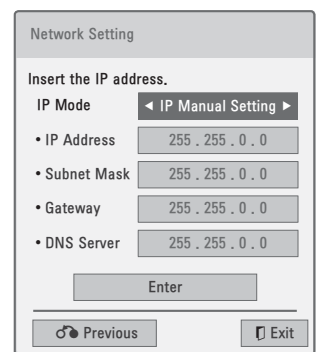 Network Setting
Insert the IP address.
IP Mode ◄ IP Manual Setting ►
• IP Address 255 . 255 . 0 . 0
• Subnet Mask 255 . 255 . 0 . 0
• Gateway 255 . 255 . 0 . 0
• DNS Server 255 . 255 . 0 . 0
Enter
Previous Exit